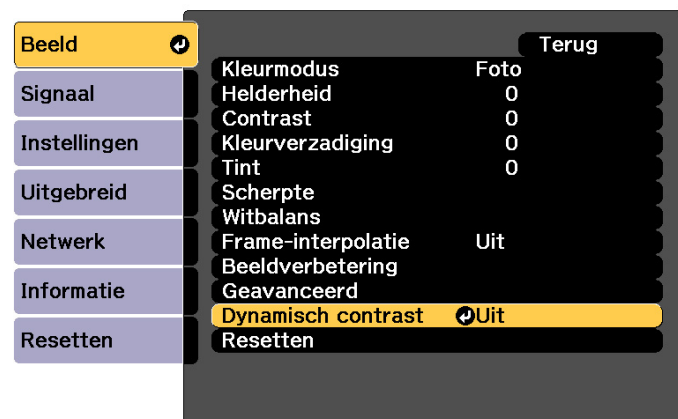 Beeld
Signaal
Instellingen
Uitgebreid
Netwerk
Informatie
Resetten
Terug
Kleurmodus Foto
Helderheid 0
Contrast 0
Kleurverzadiging 0
Tint 0
Scherpte
Witbalans
Frame-interpolatie Uit
Beeldverbetering
Geavanceerd
Dynamisch contrast Uit
Resetten